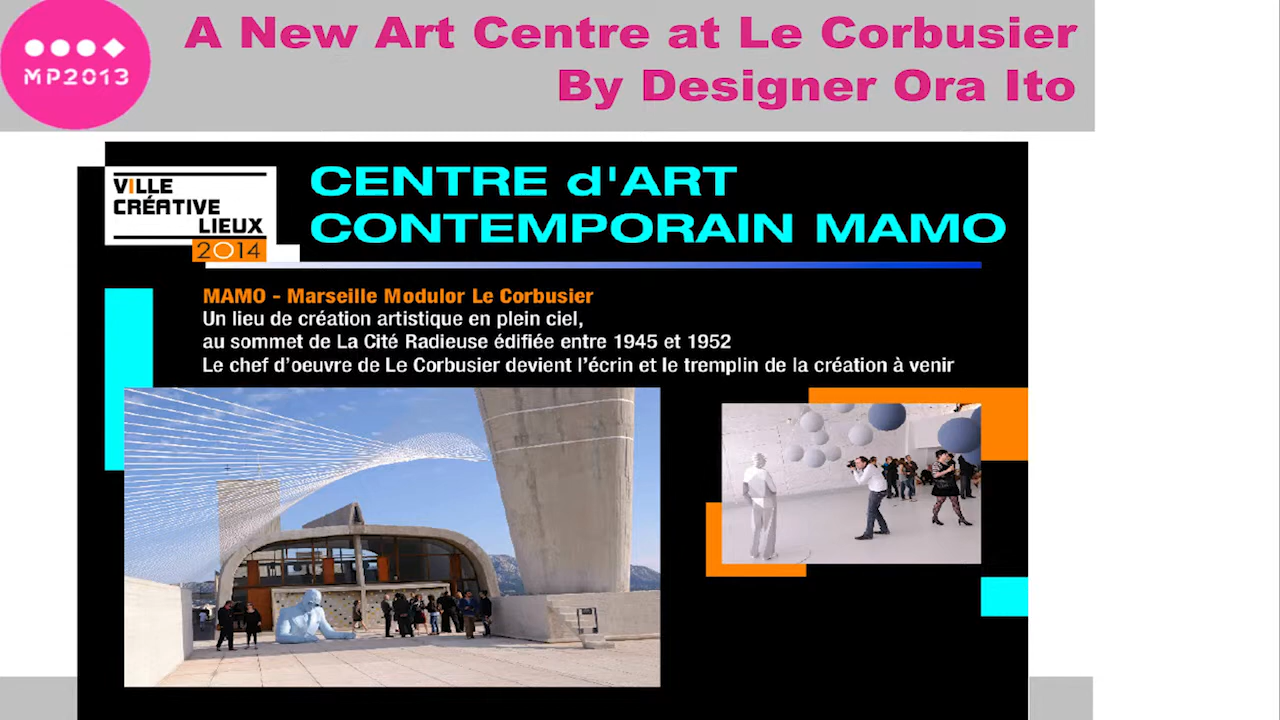 MP2013
A New Art Centre at Le Corbusier
By Designer Ora Ito
VILLE
CRÉATIVE
LIEUX
2014
CENTRE d'ART
CONTEMPORAIN MAMO
MAMO - Marseille Modulor Le Corbusier
Un lieu de création artistique en plein ciel,
au sommet de La Cité Radieuse édifiée entre 1945 et 1952
Le chef d'oeuvre de Le Corbusier devient l'écrin et le tremplin de la création à venir